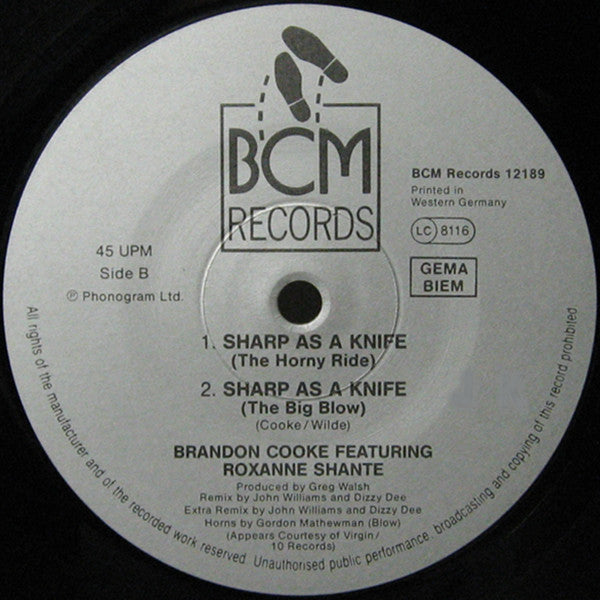 BCM
RECORDS
BCM Records 12189
Printed in
Western Germany
LC 8116
GEMA
BIEM
45 UPM
Side B
℗ Phonogram Ltd.
1. SHARP AS A KNIFE
(The Horny Ride)
2. SHARP AS A KNIFE
(The Big Blow)
(Cooke/Wilde)
BRANDON COOKE FEATURING
ROXANNE SHANTE
Produced by Greg Walsh
Remix by John Williams and Dizzy Dee
Extra Remix by John Williams and Dizzy Dee
Horns by Gordon Mathewman (Blow)
(Appears Courtesy of Virgin/
10 Records)
All rights of the manufacturer and of the recorded work reserved. Unauthorised public performance, broadcasting and copying of this record prohibited